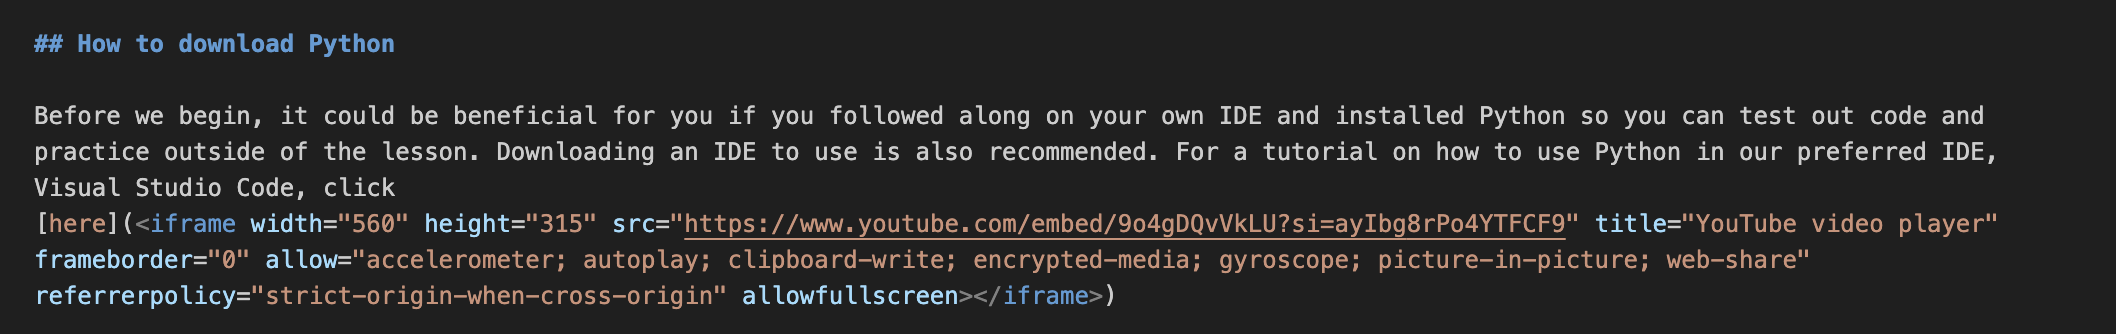 ## How to download Python
Before we begin, it could be beneficial for you if you followed along on your own IDE and installed Python so you can test out code and
practice outside of the lesson. Downloading an IDE to use is also recommended. For a tutorial on how to use Python in our preferred IDE,
Visual Studio Code, click
[here](<iframe width="560" height="315" src="https://www.youtube.com/embed/9o4gDQvVkLU?si=ayIbg8rPo4YTFCF9" title="YouTube video player"
frameborder="0" allow="accelerometer; autoplay; clipboard-write; encrypted-media; gyroscope; picture-in-picture; web-share"
referrerpolicy="strict-origin-when-cross-origin" allowfullscreen></iframe>)